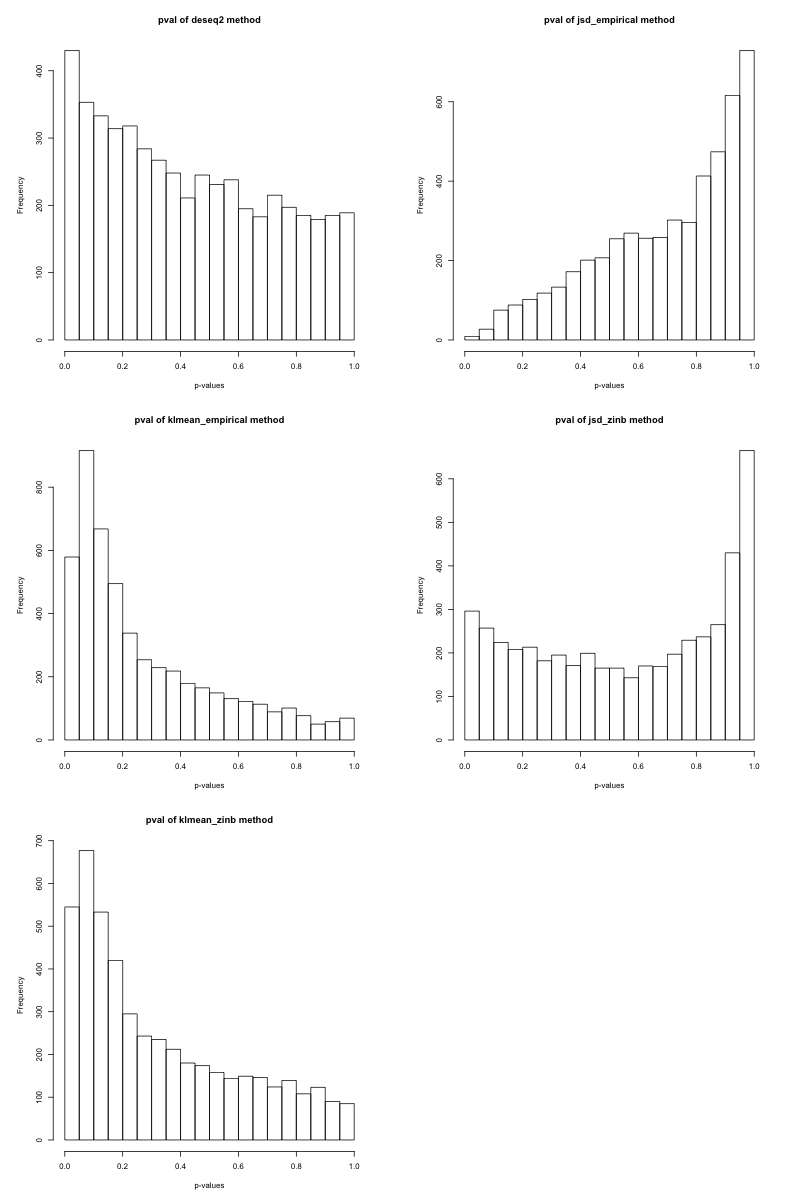 pval of deseq2 method
Frequency
400
300
200
100
0
0.0 0.2 0.4 0.6 0.8 1.0
p-values
pval of jsd_empirical method
Frequency
600
400
200
0
0.0 0.2 0.4 0.6 0.8 1.0
p-values
pval of klmean_empirical method
Frequency
800
600
400
200
0
0.0 0.2 0.4 0.6 0.8 1.0
p-values
pval of jsd_zinb method
Frequency
600
500
400
300
200
100
0
0.0 0.2 0.4 0.6 0.8 1.0
p-values
pval of klmean_zinb method
Frequency
700
600
500
400
300
200
100
0
0.0 0.2 0.4 0.6 0.8 1.0
p-values